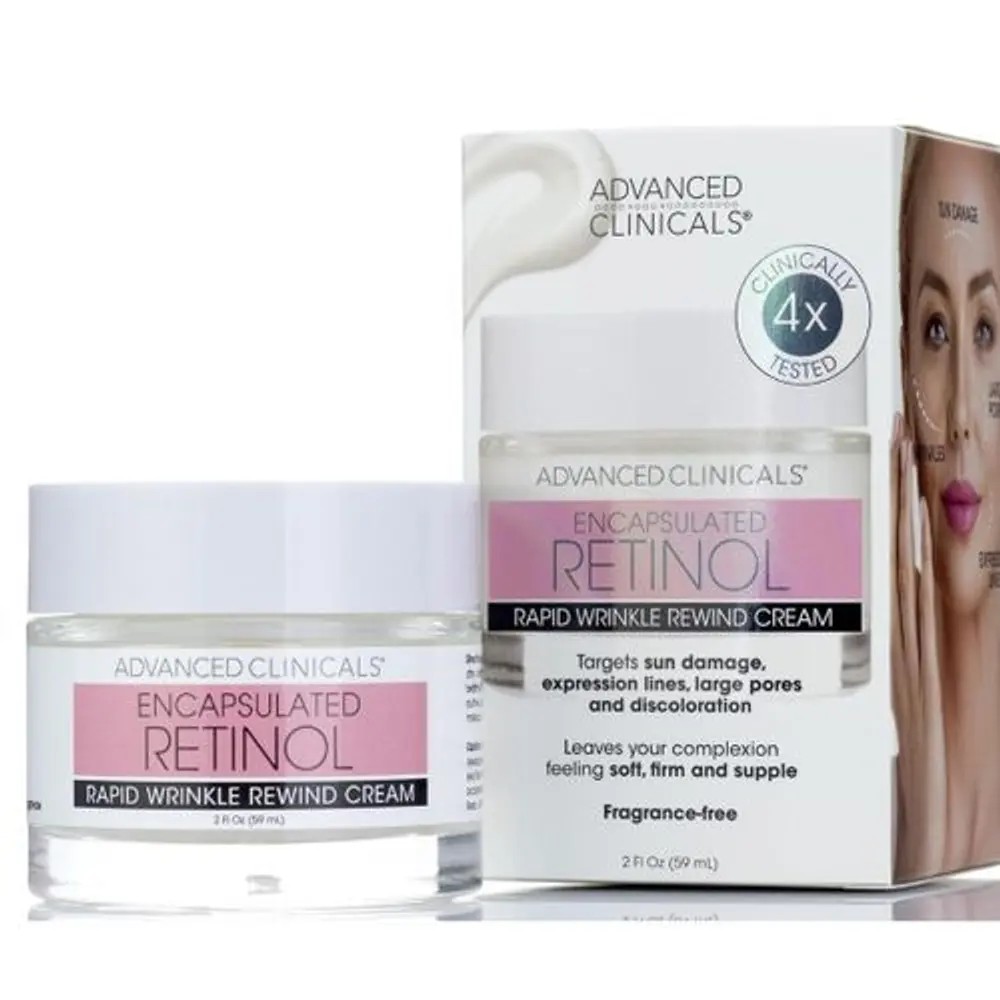 ADVANCED CLINICALS®
ENCAPSULATED
RETINOL
RAPID WRINKLE REWIND CREAM
2 Fl Oz (59 mL)
ADVANCED
CLINICALS®
CLINICALLY
4x
TESTED
ADVANCED CLINICALS®
ENCAPSULATED
RETINOL
RAPID WRINKLE REWIND CREAM
Targets sun damage,
expression lines, large pores
and discoloration
Leaves your complexion
feeling soft, firm and supple
Fragrance-free
2 Fl Oz (59 mL)
SUN DAMAGE